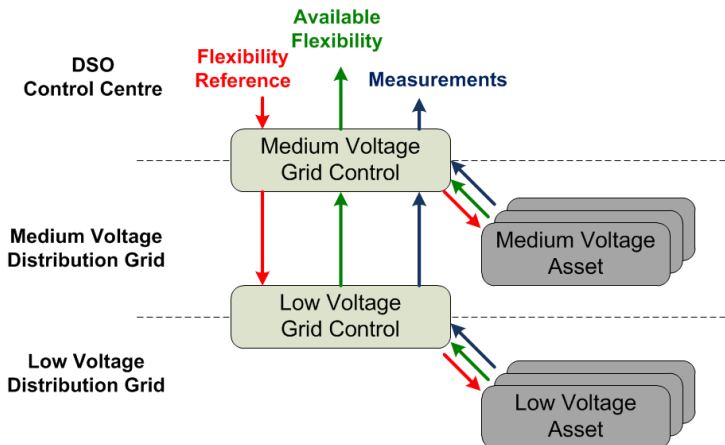 Available
Flexibility
Flexibility
Reference
DSO
Control Centre
Measurements
Medium Voltage
Grid Control
Medium Voltage
Distribution Grid
Medium Voltage
Asset
Low Voltage
Grid Control
Low Voltage
Distribution Grid
Low Voltage
Asset